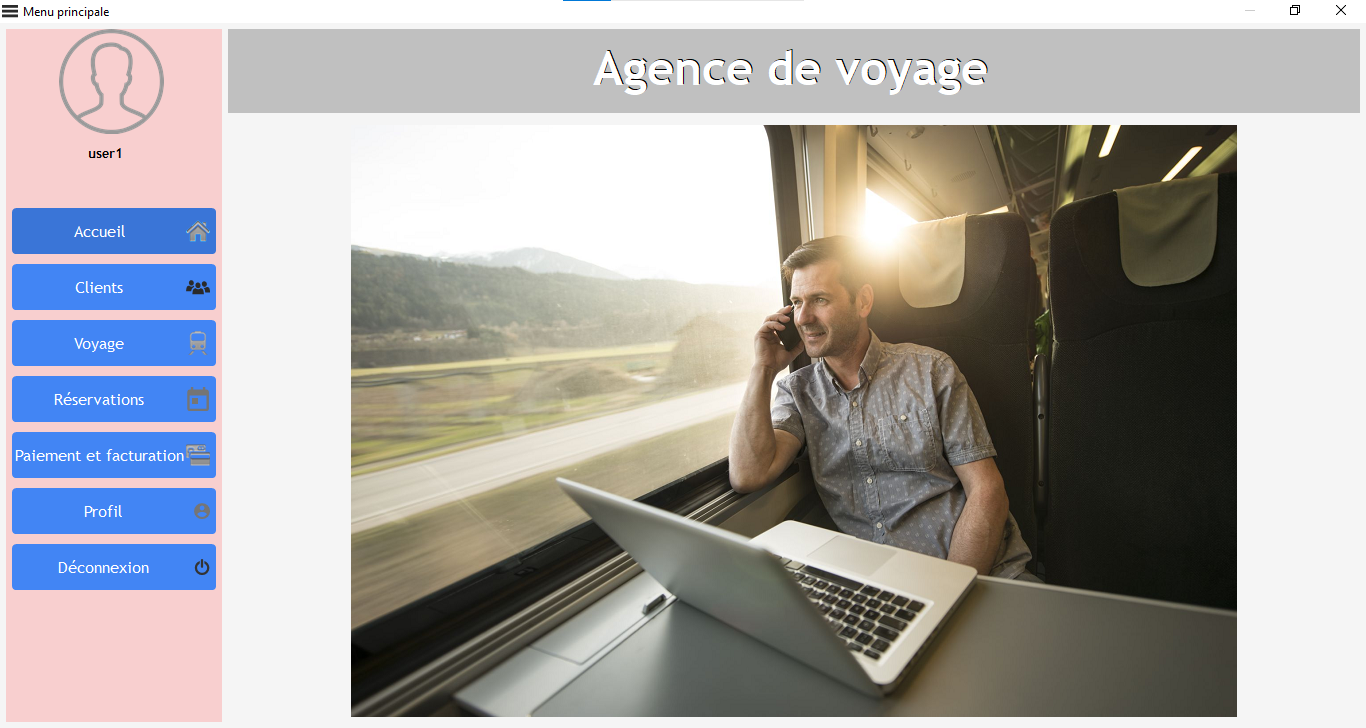 Menu principale
Agence de voyage
user1
Accueil
Clients
Voyage
Réservations
Paiement et facturation
Profil
Déconnexion